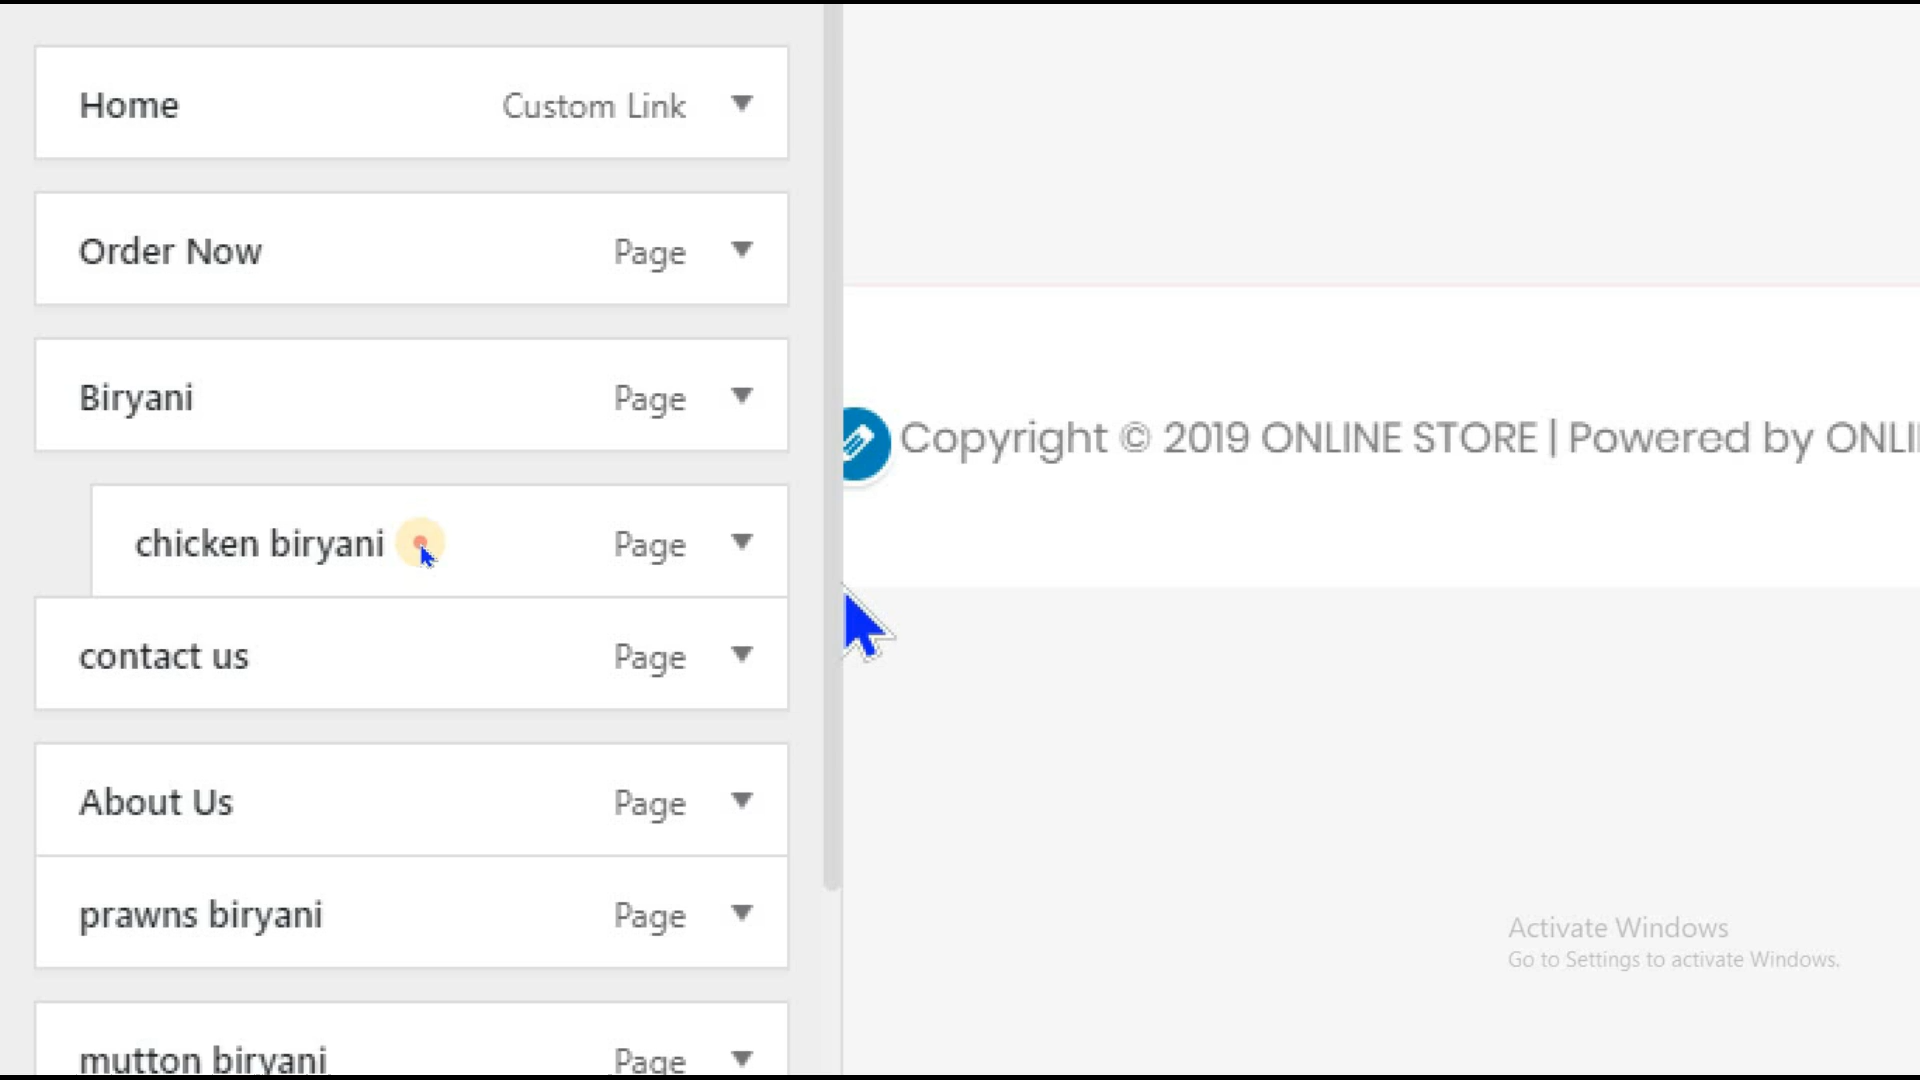 Home Custom Link
Order Now Page
Biryani Page
chicken biryani Page
contact us Page
About Us Page
prawns biryani Page
mutton biryani Page
Copyright © 2019 ONLINE STORE | Powered by ONLI
Activate Windows
Go to Settings to activate Windows.